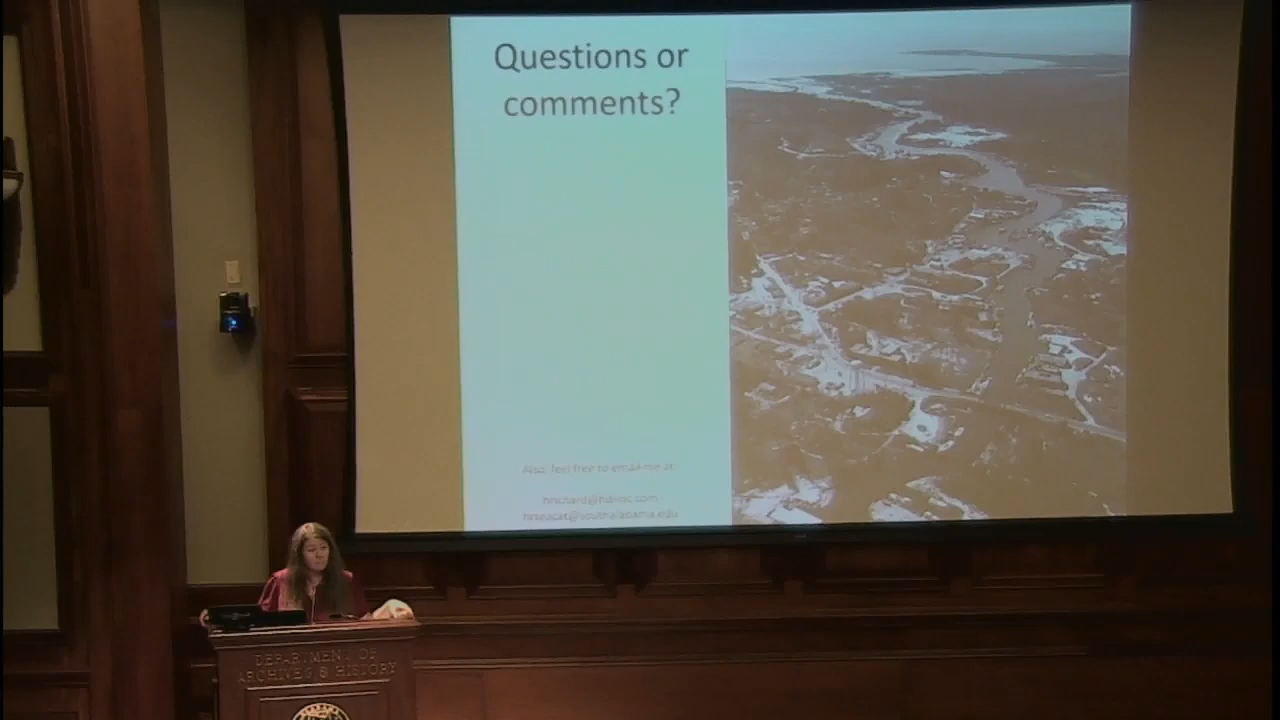 Questions or
comments?
Also, feel free to email me at:
DEPARTMENT OF
ARCHIVES & HISTORY